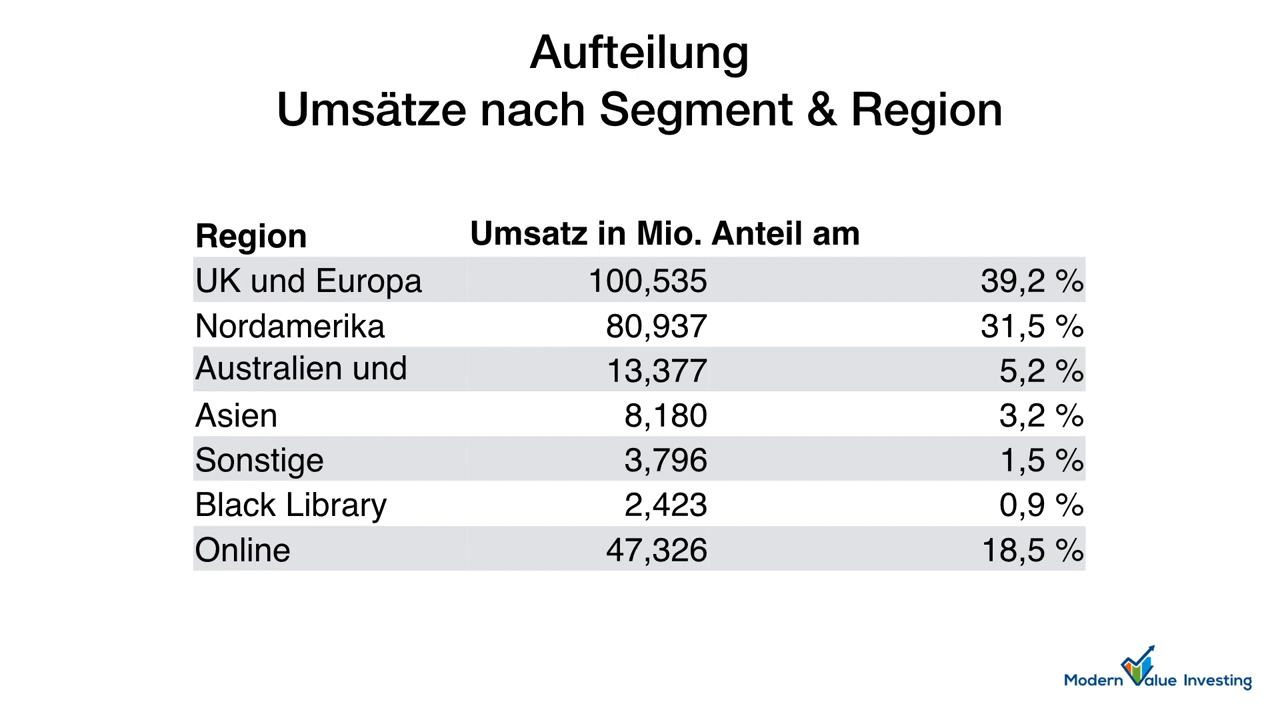 Aufteilung
Umsätze nach Segment & Region
Region Umsatz in Mio. Anteil am
UK und Europa 100,535 39,2 %
Nordamerika 80,937 31,5 %
Australien und 13,377 5,2 %
Asien 8,180 3,2 %
Sonstige 3,796 1,5 %
Black Library 2,423 0,9 %
Online 47,326 18,5 %
Modern Value Investing